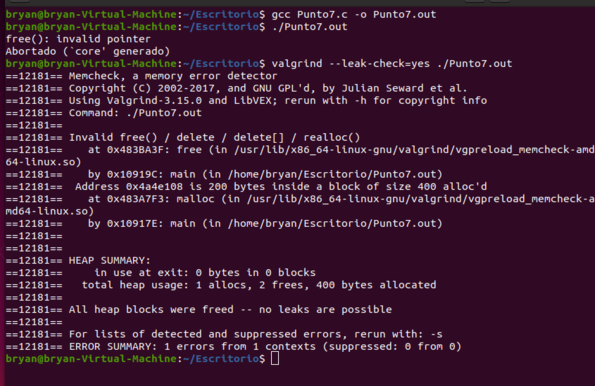 bryan@bryan-Virtual-Machine:~/Escritorio$ gcc Punto7.c -o Punto7.out
bryan@bryan-Virtual-Machine:~/Escritorio$ ./Punto7.out
free(): invalid pointer
Abortado (`core' generado)
bryan@bryan-Virtual-Machine:~/Escritorio$ valgrind --leak-check=yes ./Punto7.out
==12181== Memcheck, a memory error detector
==12181== Copyright (C) 2002-2017, and GNU GPL'd, by Julian Seward et al.
==12181== Using Valgrind-3.15.0 and LibVEX; rerun with -h for copyright info
==12181== Command: ./Punto7.out
==12181==
==12181== Invalid free() / delete / delete[] / realloc()
==12181==    at 0x483BA3F: free (in /usr/lib/x86_64-linux-gnu/valgrind/vgpreload_memcheck-amd
64-linux.so)
==12181==    by 0x10919C: main (in /home/bryan/Escritorio/Punto7.out)
==12181==  Address 0x4a4e108 is 200 bytes inside a block of size 400 alloc'd
==12181==    at 0x483A7F3: malloc (in /usr/lib/x86_64-linux-gnu/valgrind/vgpreload_memcheck-a
md64-linux.so)
==12181==    by 0x10917E: main (in /home/bryan/Escritorio/Punto7.out)
==12181==
==12181==
==12181== HEAP SUMMARY:
==12181==     in use at exit: 0 bytes in 0 blocks
==12181==   total heap usage: 1 allocs, 2 frees, 400 bytes allocated
==12181==
==12181== All heap blocks were freed -- no leaks are possible
==12181==
==12181== For lists of detected and suppressed errors, rerun with: -s
==12181== ERROR SUMMARY: 1 errors from 1 contexts (suppressed: 0 from 0)
bryan@bryan-Virtual-Machine:~/Escritorio$